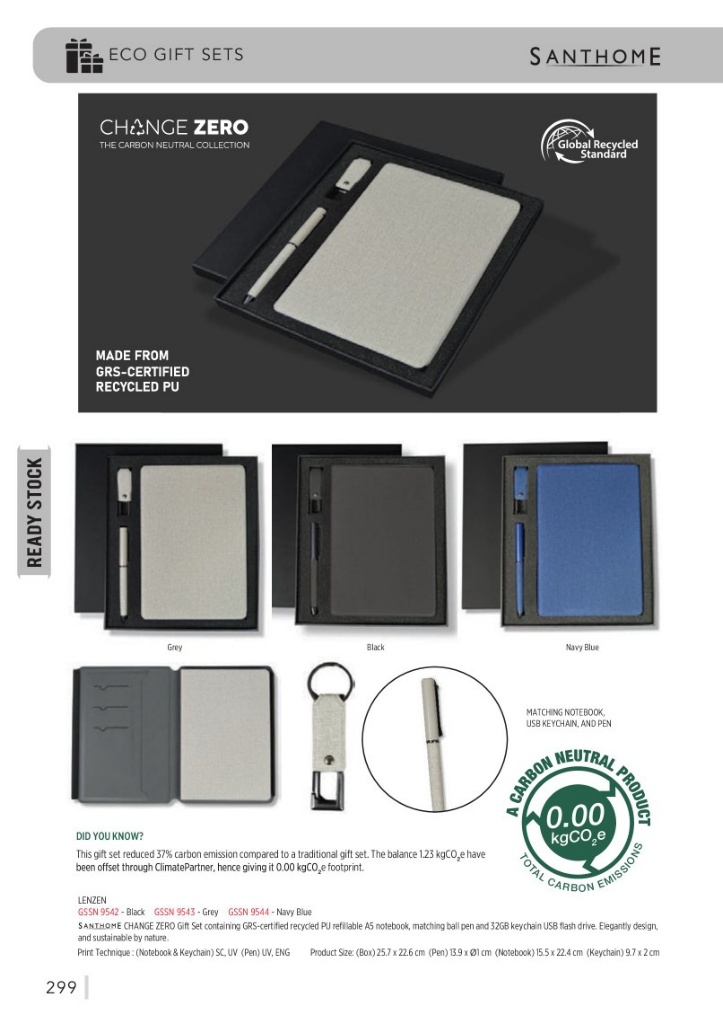 ECO GIFT SETS
SANTHOME
CHANGE ZERO
THE CARBON NEUTRAL COLLECTION
Global Recycled
Standard
MADE FROM
GRS-CERTIFIED
RECYCLED PU
READY STOCK
Grey
Black
Navy Blue
MATCHING NOTEBOOK,
USB KEYCHAIN, AND PEN
A CARBON NEUTRAL PRODUCT
0.00
kgCO₂e
TOTAL CARBON EMISSIONS
DID YOU KNOW?
This gift set reduced 37% carbon emission compared to a traditional gift set. The balance 1.23 kgCO₂e have
been offset through ClimatePartner, hence giving it 0.00 kgCO₂e footprint.
LENZEN
GSSN 9542 - Black GSSN 9543 - Grey GSSN 9544 - Navy Blue
SANTHOME CHANGE ZERO Gift Set containing GRS-certified recycled PU refillable A5 notebook, matching ball pen and 32GB keychain USB flash drive. Elegantly design,
and sustainable by nature.
Print Technique : (Notebook & Keychain) SC, UV (Pen) UV, ENG Product Size: (Box) 25.7 x 22.6 cm (Pen) 13.9 x Ø1 cm (Notebook) 15.5 x 22.4 cm (Keychain) 9.7 x 2 cm
299